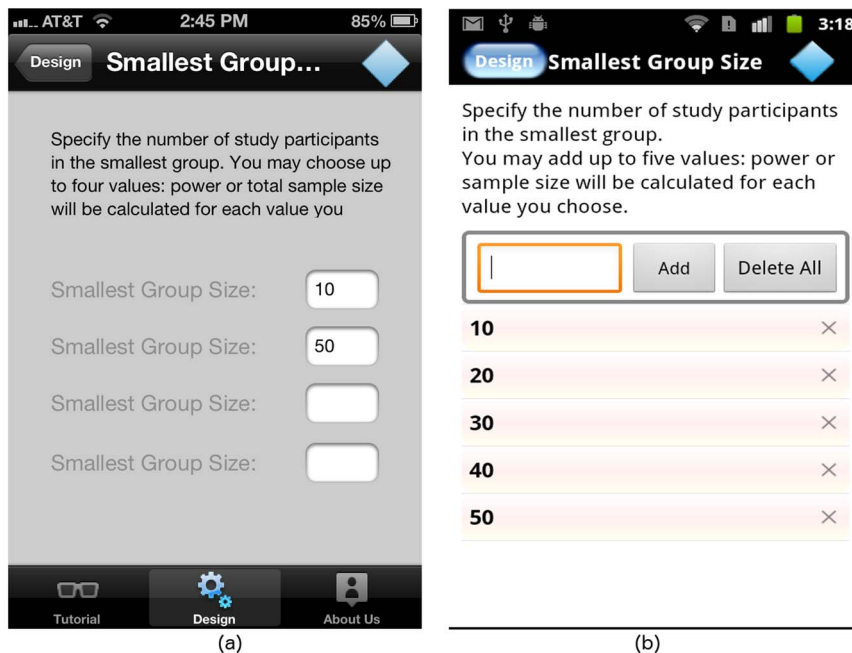 AT&T 2:45 PM 85%
Design Smallest Group...
Specify the number of study participants
in the smallest group. You may choose up
to four values: power or total sample size
will be calculated for each value you
Smallest Group Size: 10
Smallest Group Size: 50
Smallest Group Size:
Smallest Group Size:
Tutorial Design About Us
(a)
3:18
Design Smallest Group Size
Specify the number of study participants
in the smallest group.
You may add up to five values: power or
sample size will be calculated for each
value you choose.
Add Delete All
10
20
30
40
50
(b)